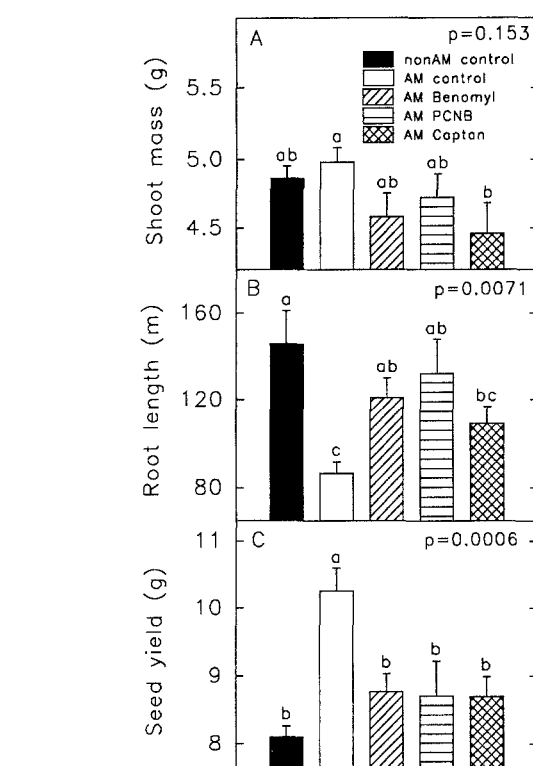 A
p=0.153
nonAM control
AM control
AM Benomyl
AM PCNB
AM Captan
Shoot mass (g)
5.5
5.0
4.5
ab
a
ab
ab
b
B
p=0.0071
Root length (m)
160
120
80
a
c
ab
ab
bc
C
p=0.0006
Seed yield (g)
11
10
9
8
b
a
b
b
b